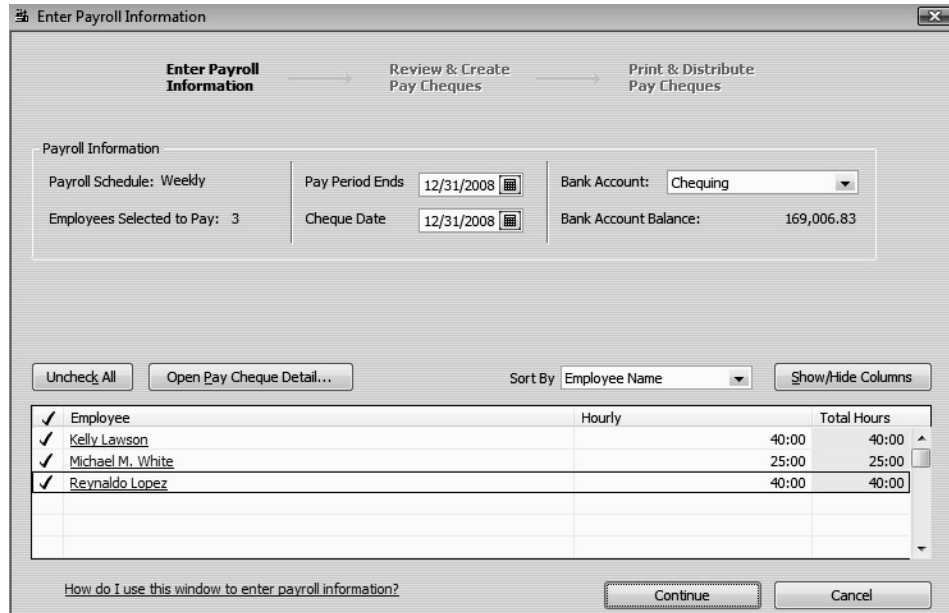 Enter Payroll Information
Enter Payroll Information
Review & Create Pay Cheques
Print & Distribute Pay Cheques
Payroll Information
Payroll Schedule: Weekly
Pay Period Ends 12/31/2008
Bank Account: Chequing
Employees Selected to Pay: 3
Cheque Date 12/31/2008
Bank Account Balance: 169,006.83
Uncheck All
Open Pay Cheque Detail...
Sort By Employee Name
Show/Hide Columns
Employee Hourly Total Hours
Kelly Lawson 40:00 40:00
Michael M. White 25:00 25:00
Reynaldo Lopez 40:00 40:00
How do I use this window to enter payroll information?
Continue
Cancel